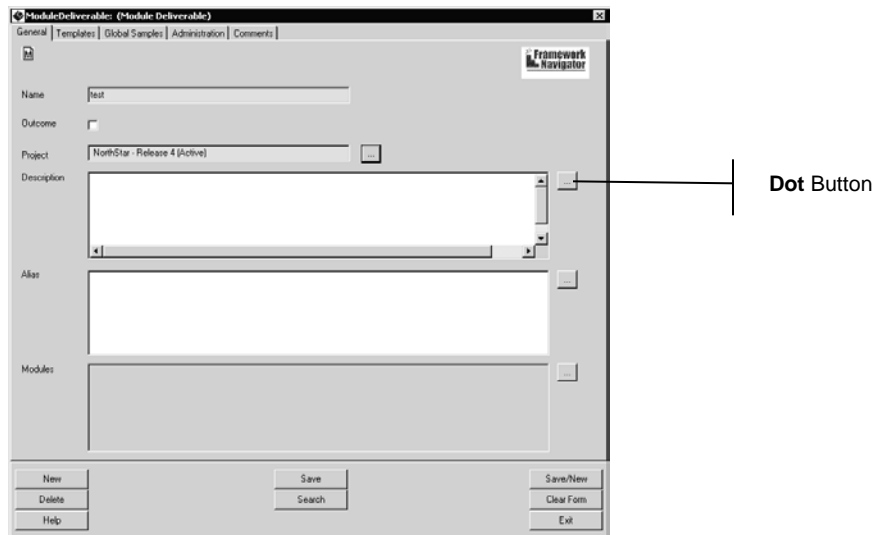 ModuleDeliverable: (Module Deliverable)
General Templates Global Samples Administration Comments
Framework
Navigator
Name test
Outcome
Project NorthStar - Release 4 (Active) ...
Description ...
Dot Button
Alias ...
Modules ...
New Save Save/New
Delete Search Clear Form
Help Exit